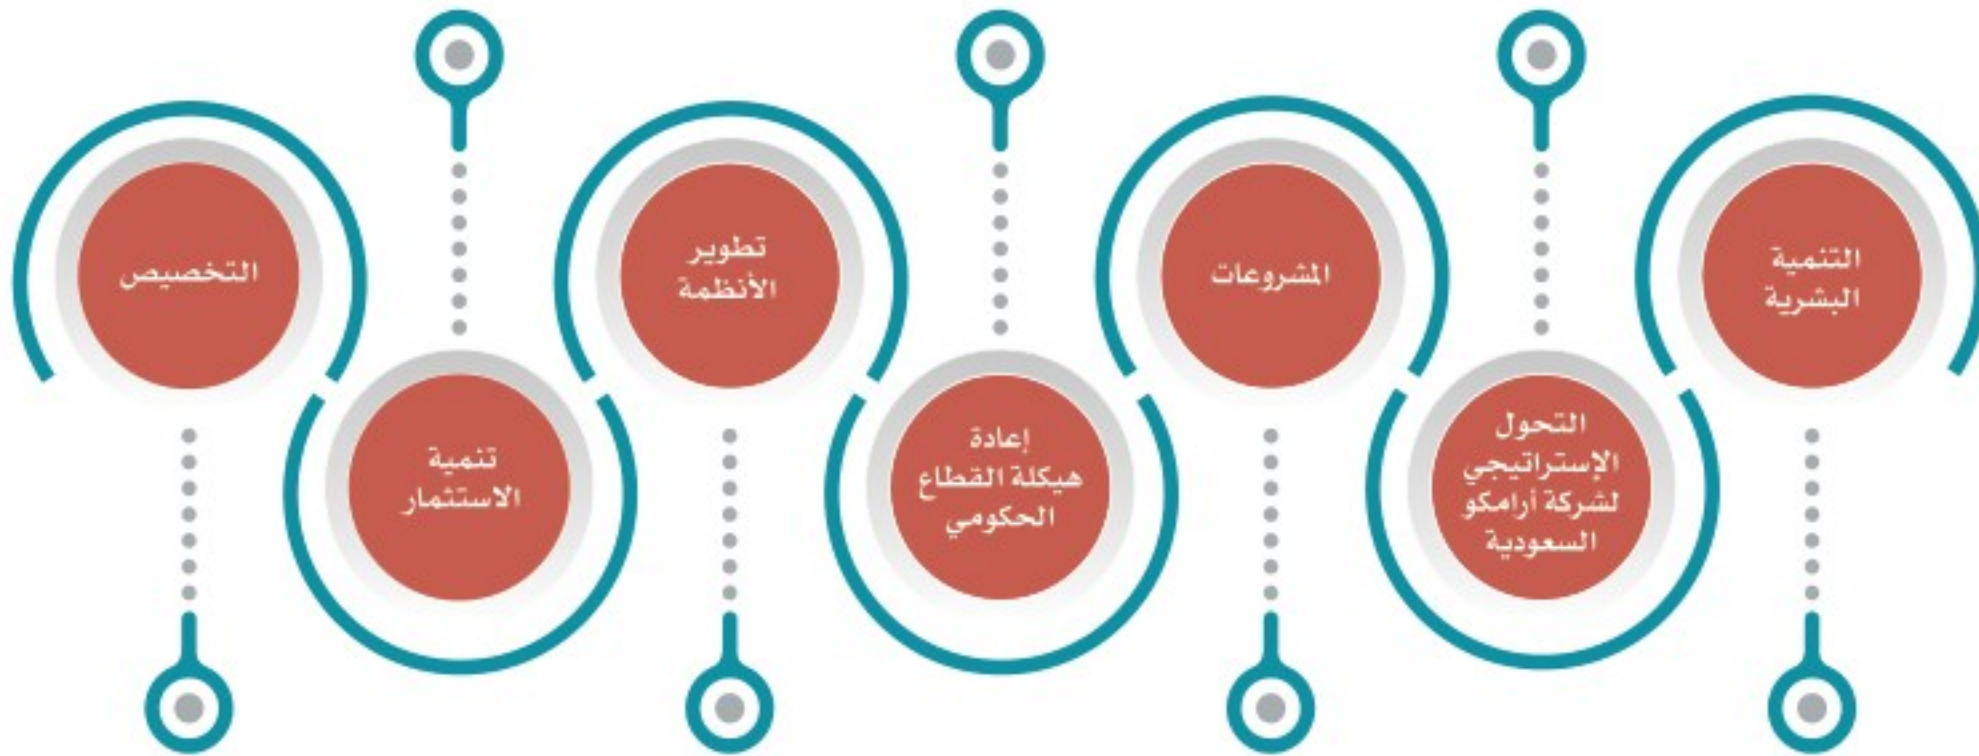 التنمية
البشرية
التحول
الإستراتيجي
لشركة أرامكو
السعودية
المشروعات
إعادة
هيكلة القطاع
الحكومي
تطوير
الأنظمة
تنمية
الاستثمار
التخصيص